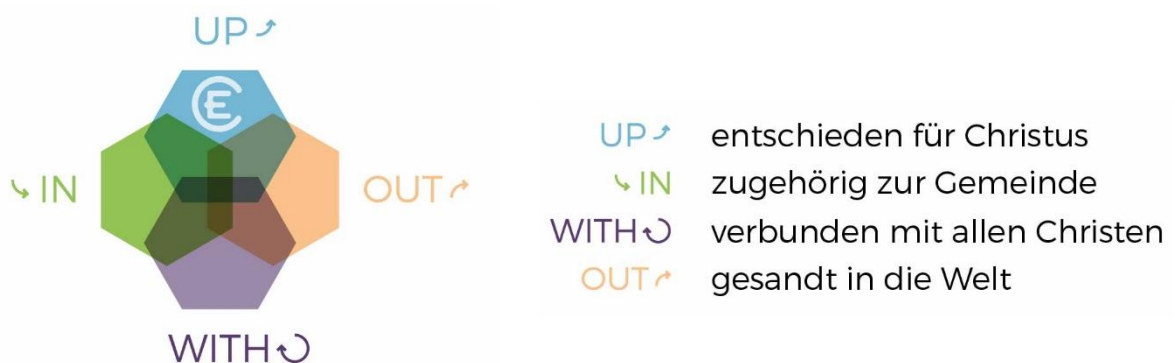 UP
EC
IN
OUT
WITH
UP entschieden für Christus
IN zugehörig zur Gemeinde
WITH verbunden mit allen Christen
OUT gesandt in die Welt